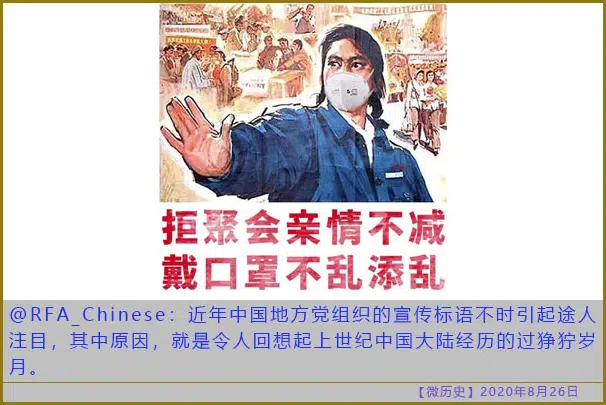 拒聚会亲情不减
戴口罩不乱添乱
@RFA_Chinese：近年中国地方党组织的宣传标语不时引起途人
注目，其中原因，就是令人回想起上世纪中国大陆经历的过狰狞岁
月。
【微历史】2020年8月26日